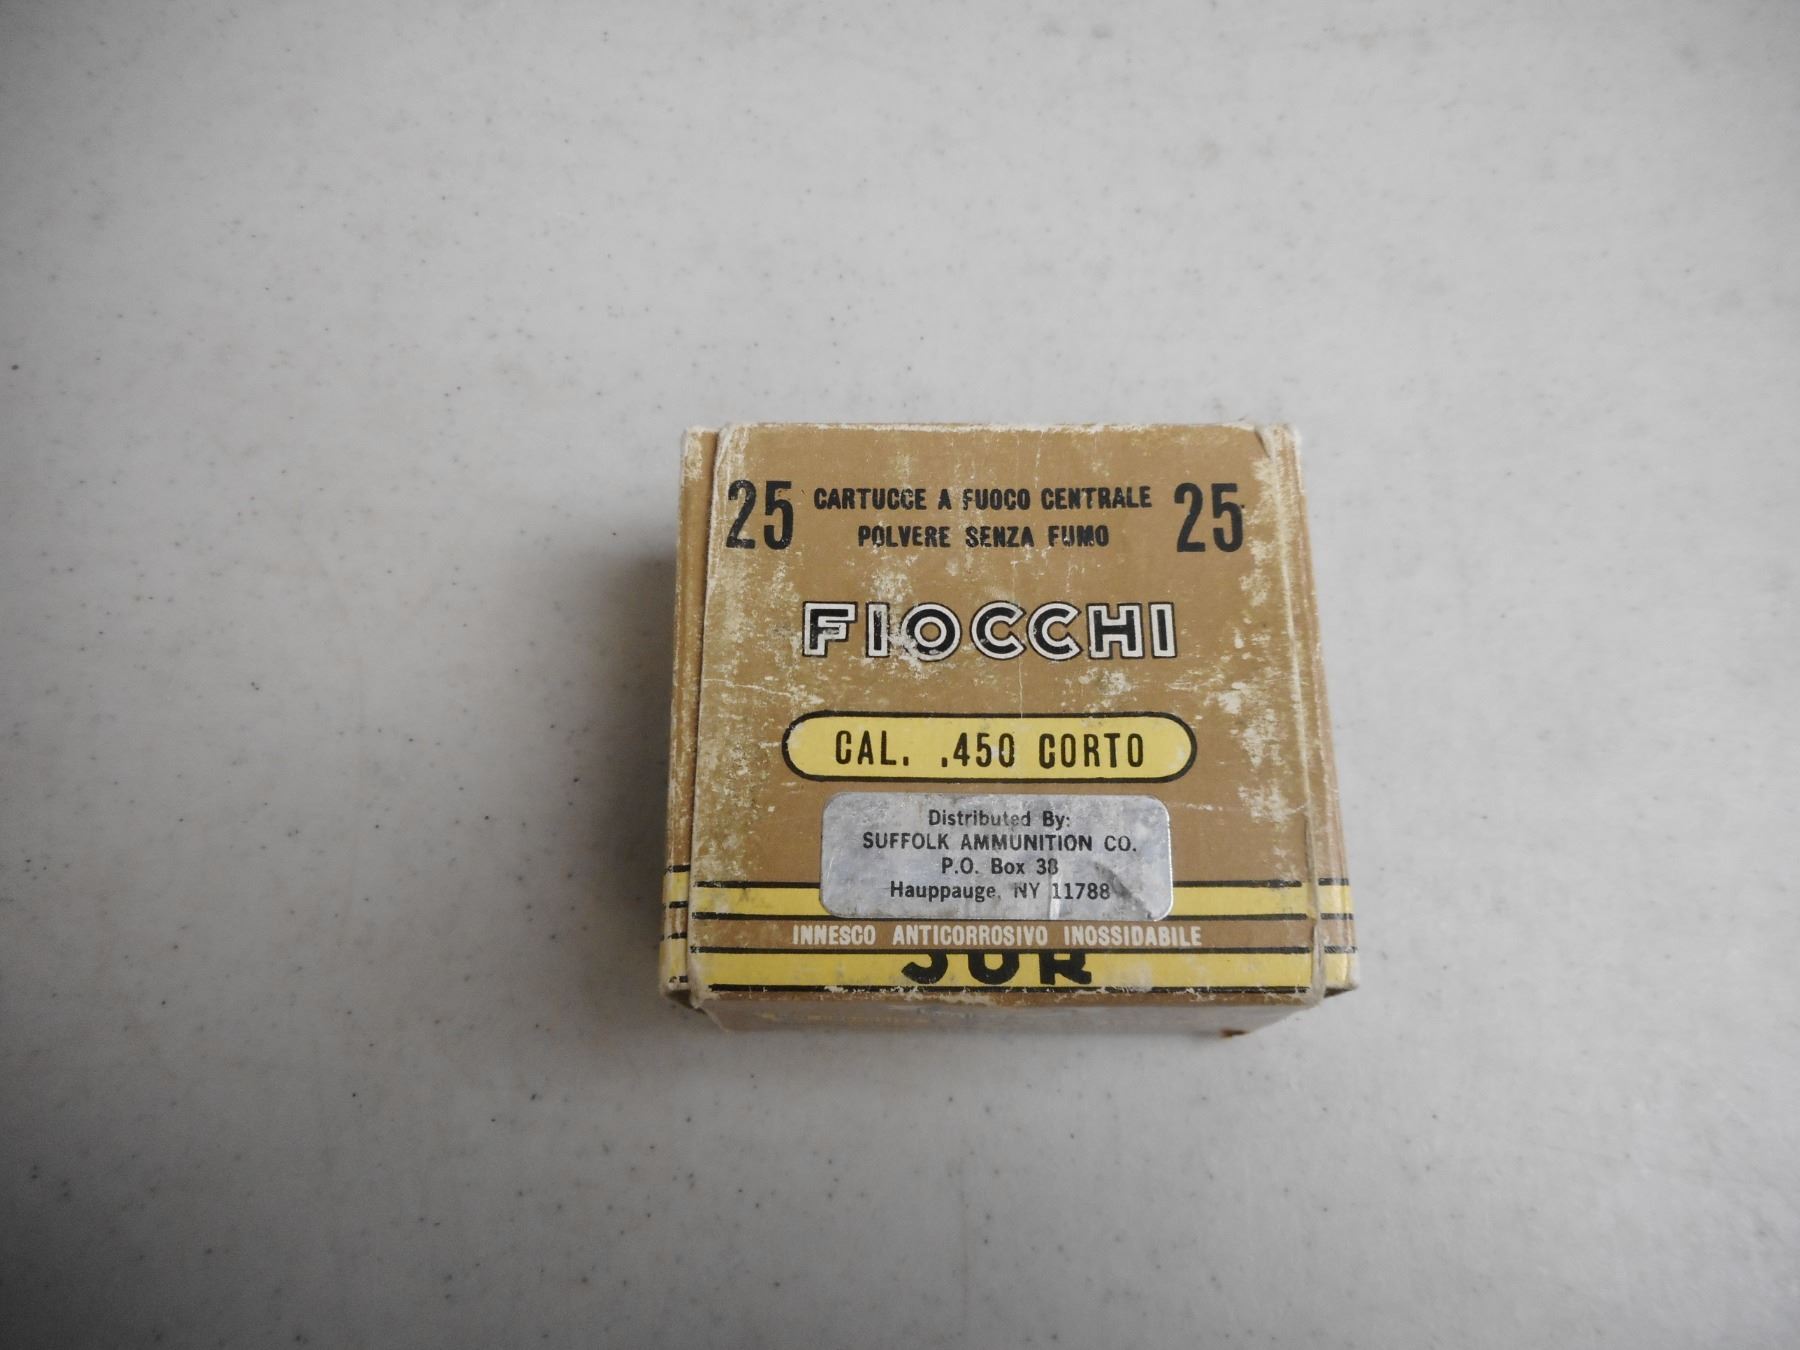 25 CARTUCCE A FUOCO CENTRALE 25
POLVERE SENZA FUMO
FIOCCHI
CAL. .450 CORTO
Distributed By:
SUFFOLK AMMUNITION CO.
P.O. Box 38
Hauppauge, NY 11788
INNESCO ANTICORROSIVO INOSSIDABILE